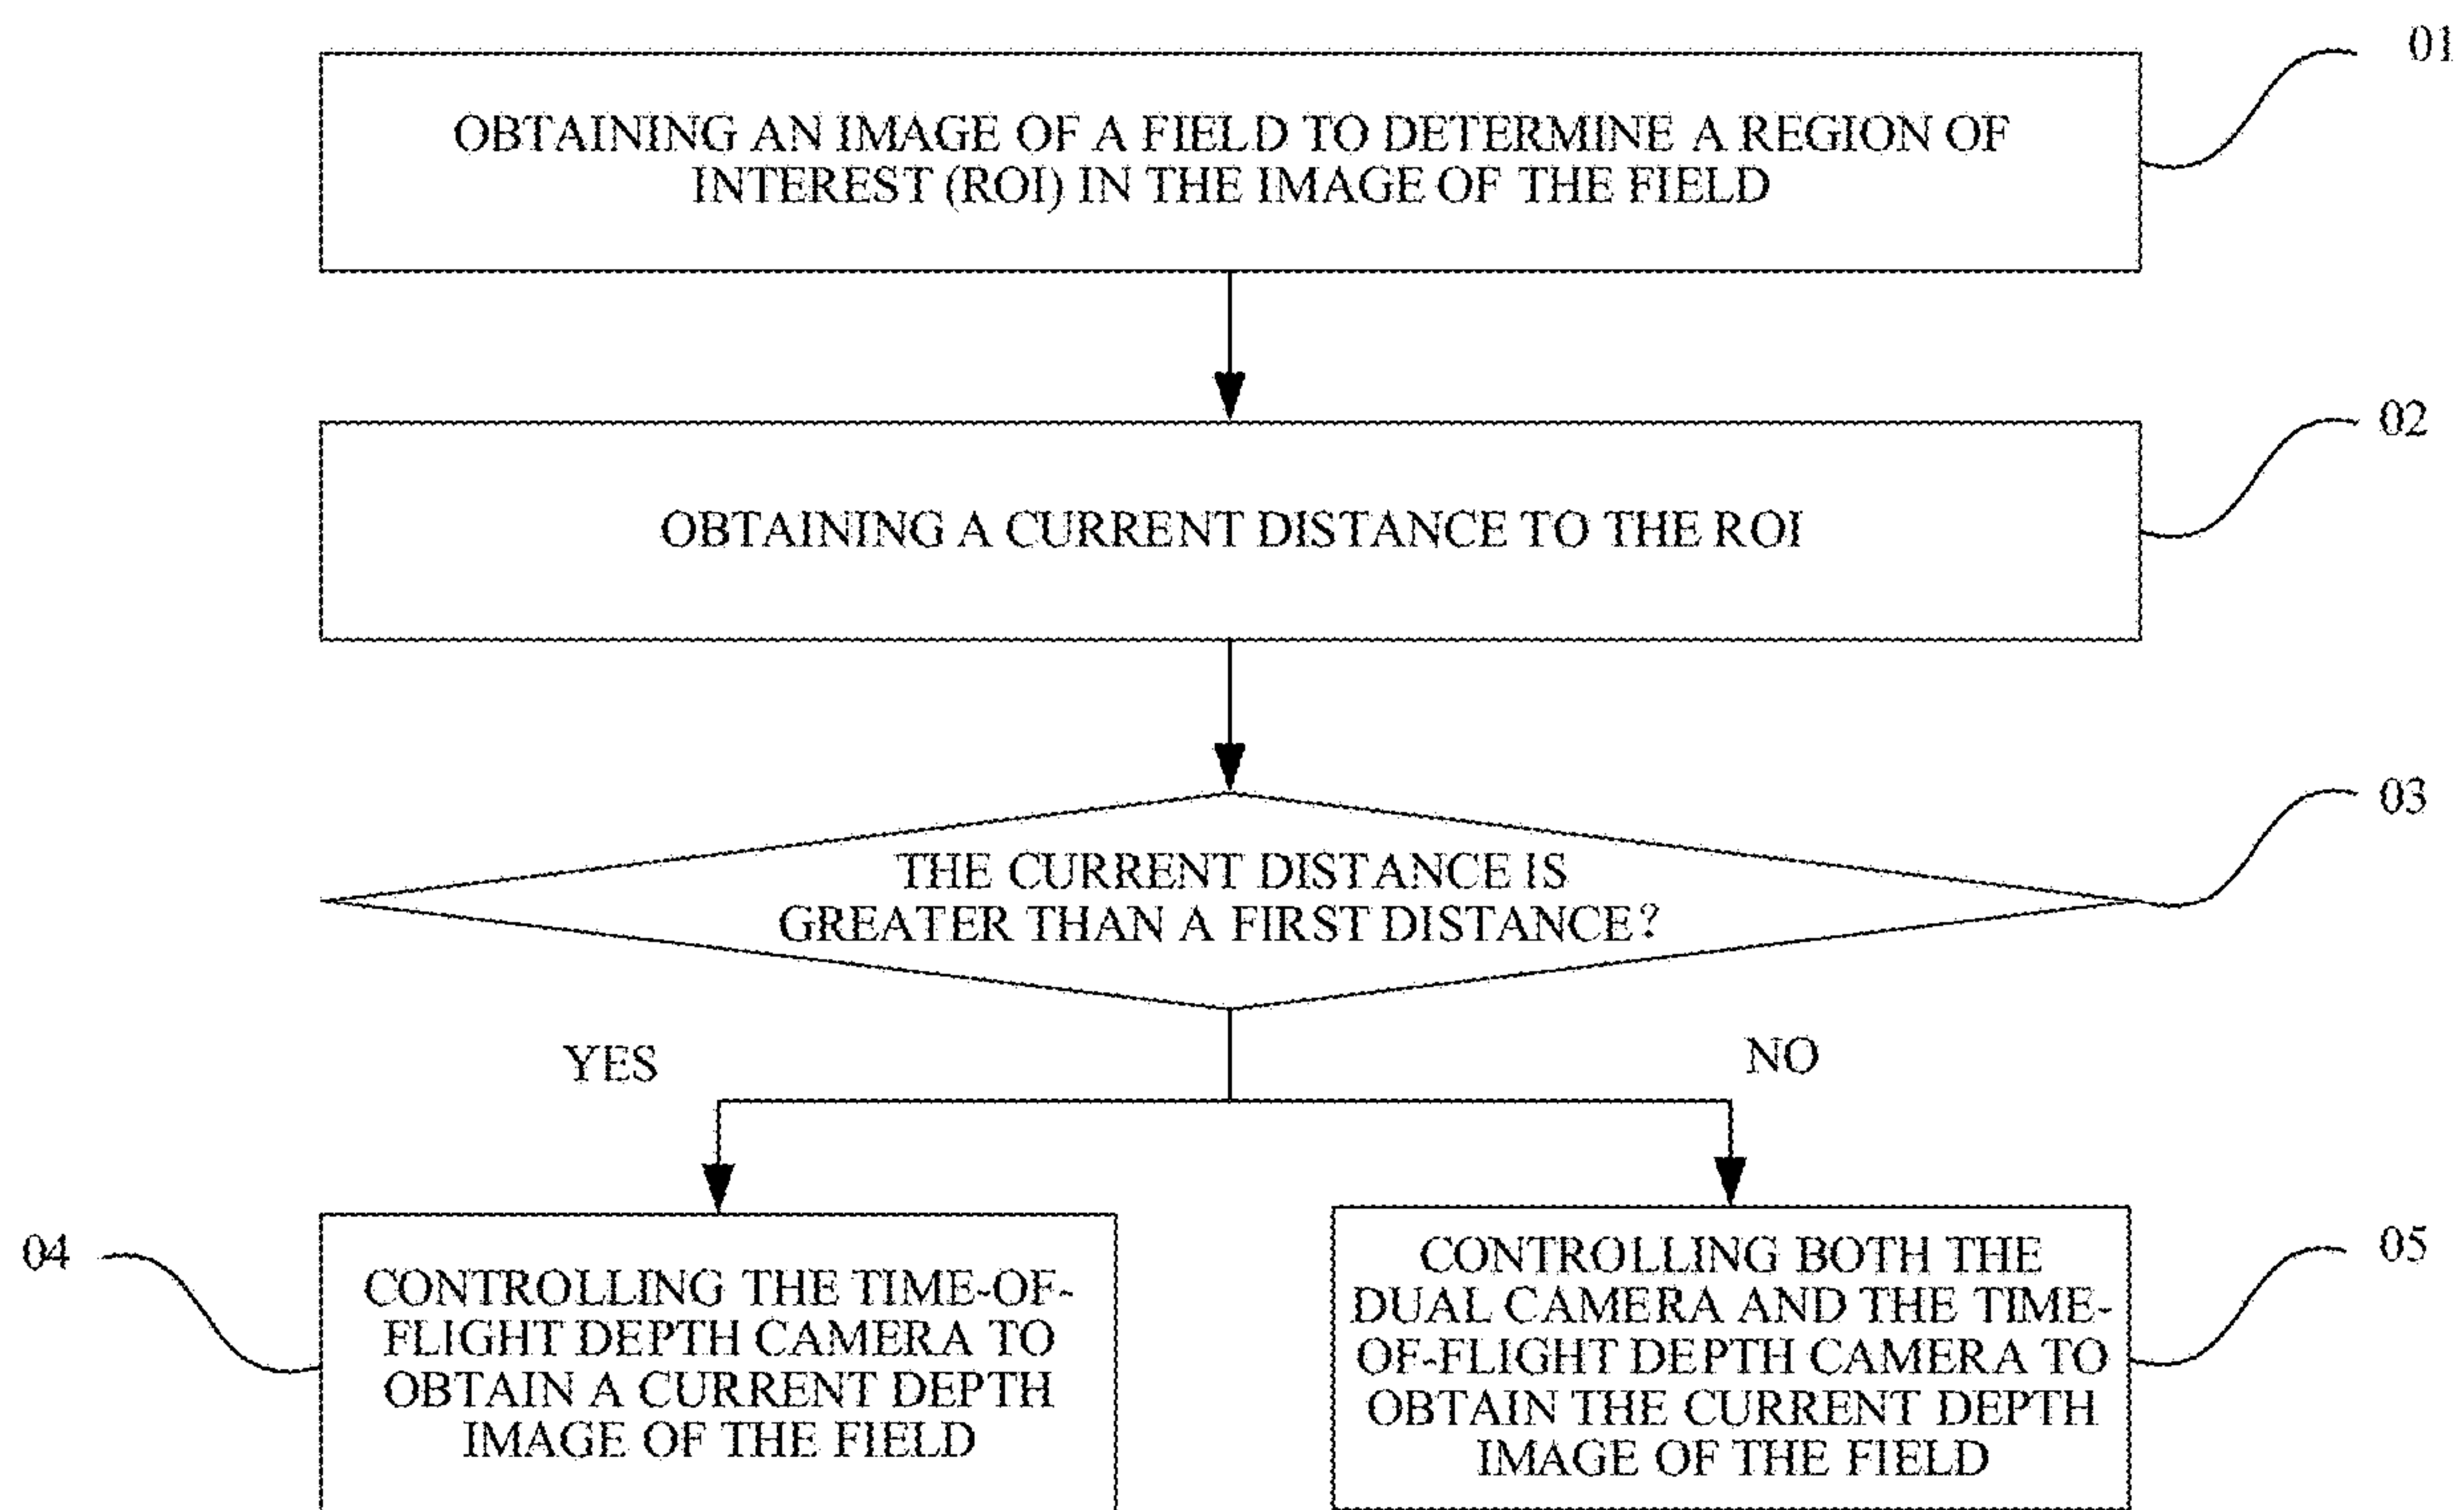 01
OBTAINING AN IMAGE OF A FIELD TO DETERMINE A REGION OF
INTEREST (ROI) IN THE IMAGE OF THE FIELD
02
OBTAINING A CURRENT DISTANCE TO THE ROI
03
THE CURRENT DISTANCE IS
GREATER THAN A FIRST DISTANCE?
YES
NO
04
CONTROLLING THE TIME-OF-
FLIGHT DEPTH CAMERA TO
OBTAIN A CURRENT DEPTH
IMAGE OF THE FIELD
05
CONTROLLING BOTH THE
DUAL CAMERA AND THE TIME-
OF-FLIGHT DEPTH CAMERA TO
OBTAIN THE CURRENT DEPTH
IMAGE OF THE FIELD